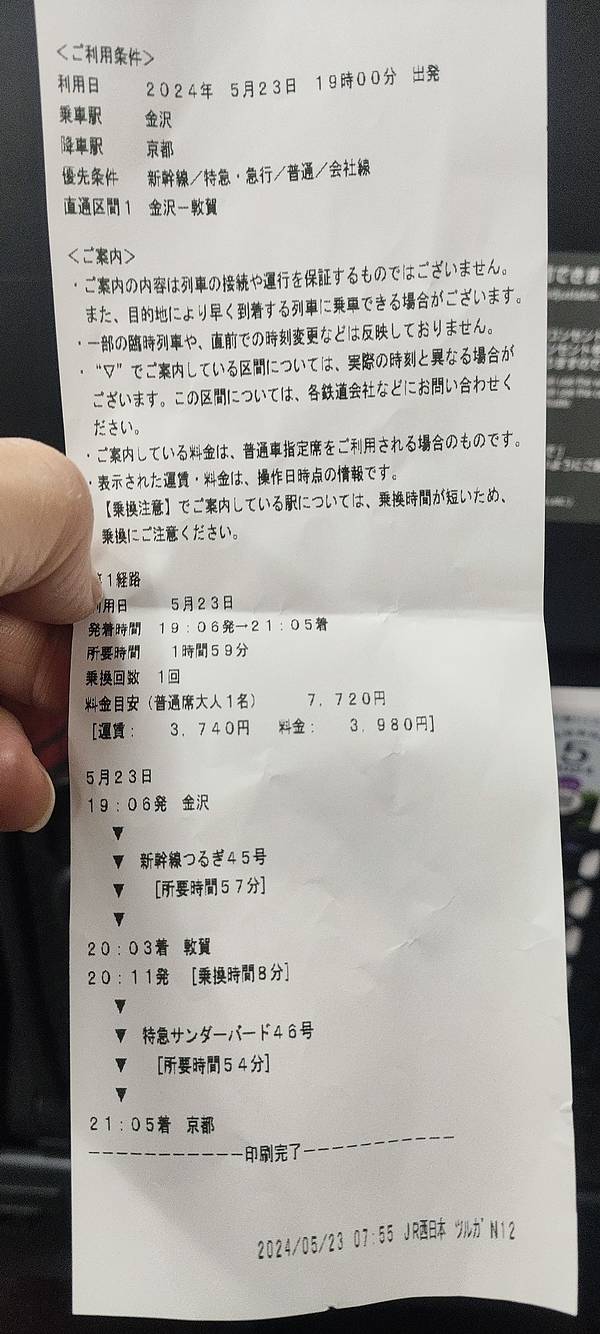 <ご利用条件>
利用日 2024年 5月23日 19時00分 出発
乗車駅 金沢
降車駅 京都
優先条件 新幹線/特急・急行/普通/会社線
直通区間1 金沢ー敦賀
<ご案内>
・ご案内の内容は列車の接続や運行を保証するものではございません。
また、目的地により早く到着する列車に乗車できる場合がございます。
・一部の臨時列車や、直前での時刻変更などは反映しておりません。
・“▽”でご案内している区間については、実際の時刻と異なる場合が
ございます。この区間については、各鉄道会社などにお問い合わせく
ださい。
・ご案内している料金は、普通車指定席をご利用される場合のものです。
・表示された運賃・料金は、操作日時点の情報です。
【乗換注意】でご案内している駅については、乗換時間が短いため、
乗換にご注意ください。
1経路
用日 5月23日
発着時間 19:06発→21:05着
所要時間 1時間59分
乗換回数 1回
料金目安(普通席大人1名) 7,720円
[運賃: 3,740円 料金: 3,980円]
5月23日
19:06発 金沢
▼
▼ 新幹線つるぎ45号
▼ [所要時間57分]
▼
20:03着 敦賀
20:11発 [乗換時間8分]
▼
▼ 特急サンダーバード46号
▼ [所要時間54分]
▼
21:05着 京都
-----------印刷完了-----------
2024/05/23 07:55 JR西日本 ツルガ N12